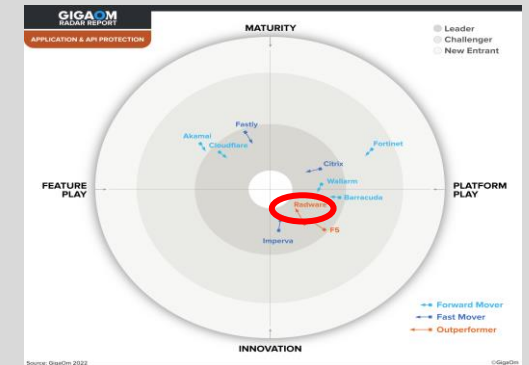 GIGAOM
RADAR REPORT
APPLICATION & API PROTECTION
MATURITY
Leader
Challenger
New Entrant
Fastly
Akamai
Cloudflare
Fortinet
Citrix
Wallarm
FEATURE
PLAY
PLATFORM
PLAY
Barracuda
Radware
F5
Imperva
Forward Mover
Fast Mover
Outperformer
INNOVATION
Source: GigaOm 2022
©GigaOm